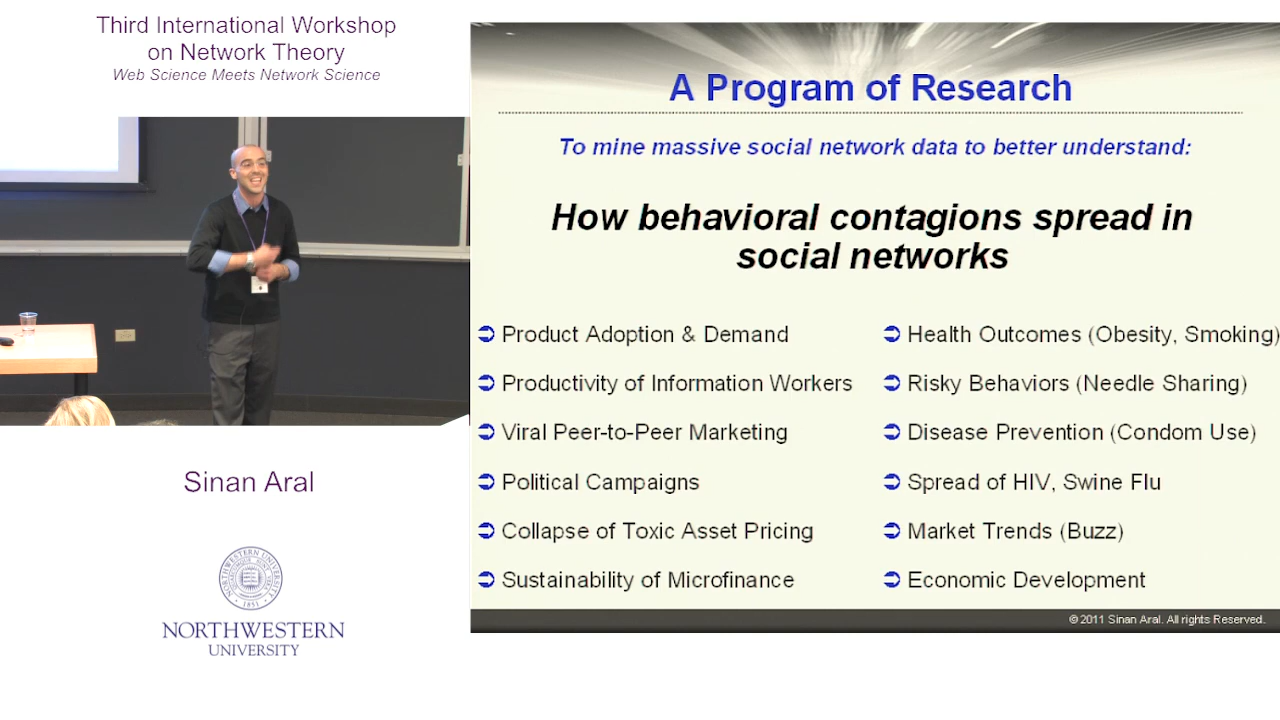 Third International Workshop
on Network Theory
Web Science Meets Network Science
Sinan Aral
NORTHWESTERN UNIVERSITY
1851
NORTHWESTERN
UNIVERSITY
A Program of Research
To mine massive social network data to better understand:
How behavioral contagions spread in
social networks
Product Adoption & Demand
Productivity of Information Workers
Viral Peer-to-Peer Marketing
Political Campaigns
Collapse of Toxic Asset Pricing
Sustainability of Microfinance
Health Outcomes (Obesity, Smoking)
Risky Behaviors (Needle Sharing)
Disease Prevention (Condom Use)
Spread of HIV, Swine Flu
Market Trends (Buzz)
Economic Development
© 2011 Sinan Aral. All rights Reserved.